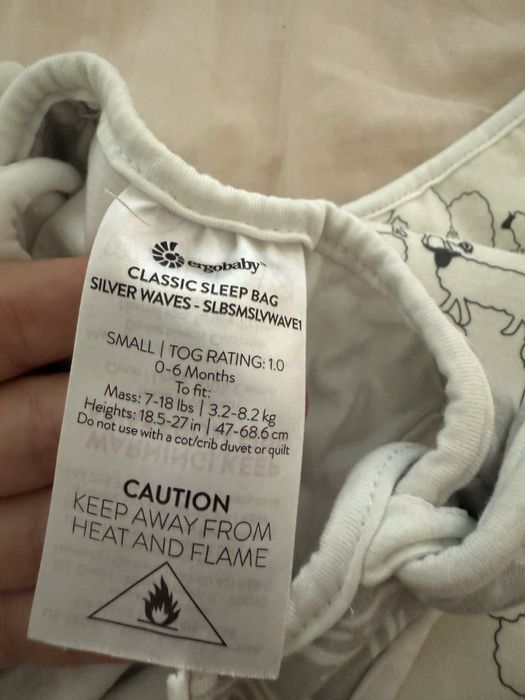 ergobaby™
CLASSIC SLEEP BAG
SILVER WAVES - SLBSMSLVWAVE1
SMALL | TOG RATING: 1.0
0-6 Months
To fit:
Mass: 7-18 lbs | 3.2-8.2 kg
Heights: 18.5-27 in | 47-68.6 cm
Do not use with a cot/crib duvet or quilt
CAUTION
KEEP AWAY FROM
HEAT AND FLAME